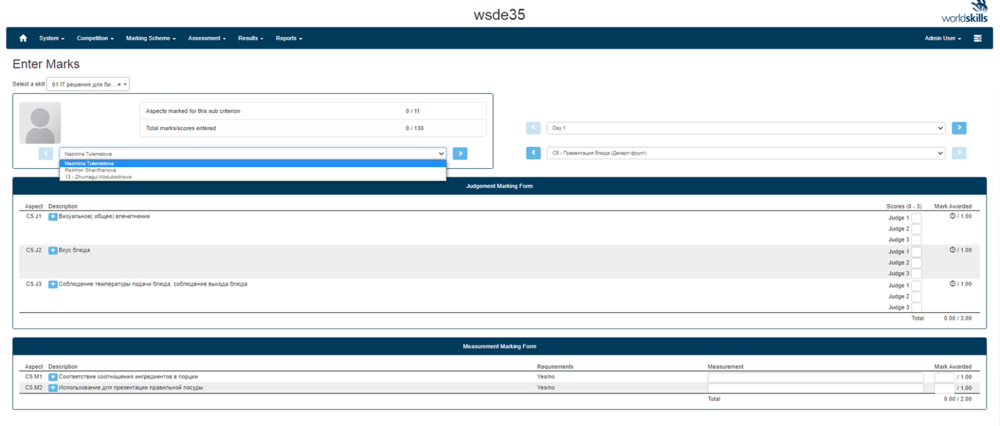 wsde35
worldskills
System Competition Marking Scheme Assessment Results Reports Admin User
Enter Marks
Select a skill 01 IT решения для би... ×
Aspects marked for this sub criterion 0 / 11
Total marks/scores entered 0 / 130
Day 1
Nazmina Tulemetova
C5 - Презентация блюда (Десерт-фрукт)
Nazmina Tulemetova
Raikhon Sharifhanova
13 - Zhumagul Abdukodirova
Judgement Marking Form
Aspect Description Scores (0 - 3) Mark Awarded
C5.J1 Визуальное( общее) впечетнение Judge 1 / 1.00
Judge 2
Judge 3
C5.J2 Вкус блюда Judge 1 / 1.00
Judge 2
Judge 3
C5.J3 Соблюдение температуры подачи блюда, соблюдение выхода блюда Judge 1 / 1.00
Judge 2
Judge 3
Total 0.00 / 3.00
Measurement Marking Form
Aspect Description Requirements Measurement Mark Awarded
C5.M1 Соответствие соотношения ингредиентов в порции Yes/no / 1.00
C5.M2 Использование для презентации правильной посуды Yes/no / 1.00
Total 0.00 / 2.00